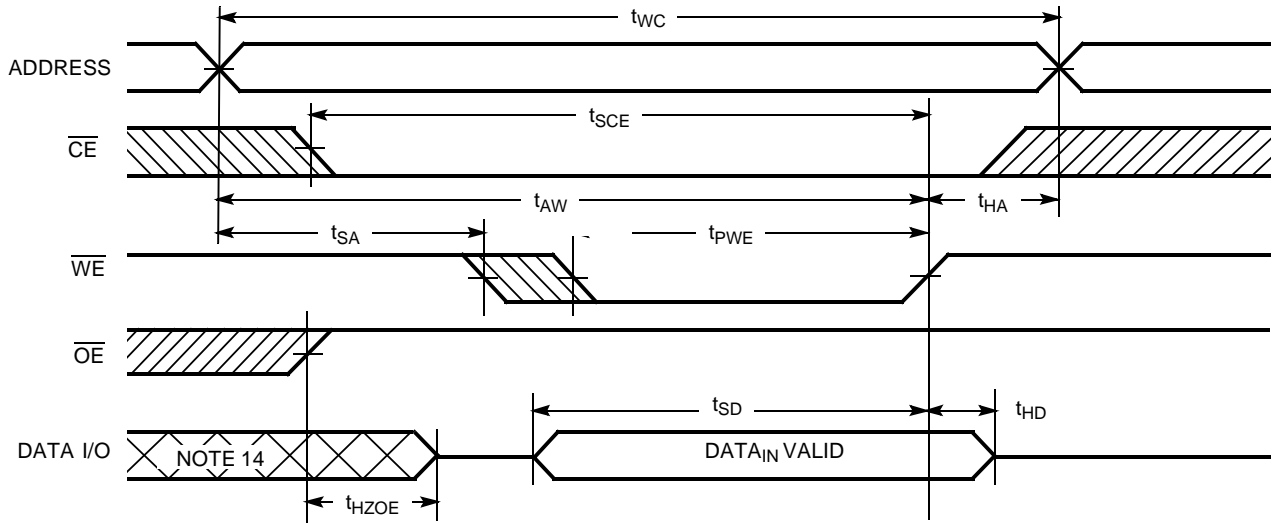 tWC
ADDRESS
tSCE
CE
tAW
tHA
tSA
tPWE
WE
OE
tSD
tHD
DATA I/O
NOTE 14
DATAIN VALID
tHZOE